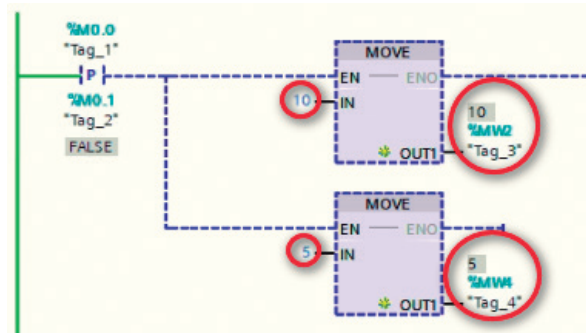 %M0.0
"Tag_1"
P
%M0.1
"Tag_2"
FALSE
MOVE
EN ENO
10 IN
10
%MW2
OUT1 "Tag_3"
MOVE
EN ENO
5 IN
5
%MW4
OUT1 "Tag_4"